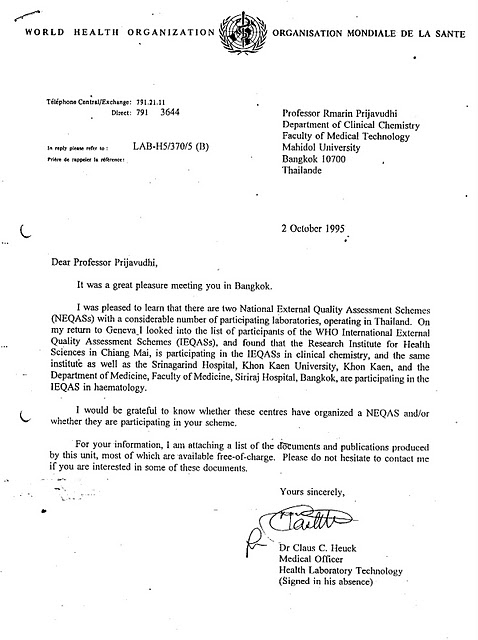 WORLD HEALTH ORGANIZATION ORGANISATION MONDIALE DE LA SANTE
Téléphone Central/Exchange: 791.21.11
Direct: 791 3644
In reply please refer to : LAB-H5/370/5 (B)
Prière de rappeler la référence:
Professor Rmarin Prijavudhi
Department of Clinical Chemistry
Faculty of Medical Technology
Mahidol University
Bangkok 10700
Thailande
2 October 1995
Dear Professor Prijavudhi,
It was a great pleasure meeting you in Bangkok.
I was pleased to learn that there are two National External Quality Assessment Schemes
(NEQASs) with a considerable number of participating laboratories, operating in Thailand. On
my return to Geneva I looked into the list of participants of the WHO International External
Quality Assessment Schemes (IEQASs), and found that the Research Institute for Health
Sciences in Chiang Mai, is participating in the IEQASs in clinical chemistry, and the same
institute as well as the Srinagarind Hospital, Khon Kaen University, Khon Kaen, and the
Department of Medicine, Faculty of Medicine, Siriraj Hospital, Bangkok, are participating in the
IEQAS in haematology.
I would be grateful to know whether these centres have organized a NEQAS and/or
whether they are participating in your scheme.
For your information, I am attaching a list of the documents and publications produced
by this unit, most of which are available free-of-charge. Please do not hesitate to contact me
if you are interested in some of these documents.
Yours sincerely,
Dr Claus C. Heuck
Medical Officer
Health Laboratory Technology
(Signed in his absence)